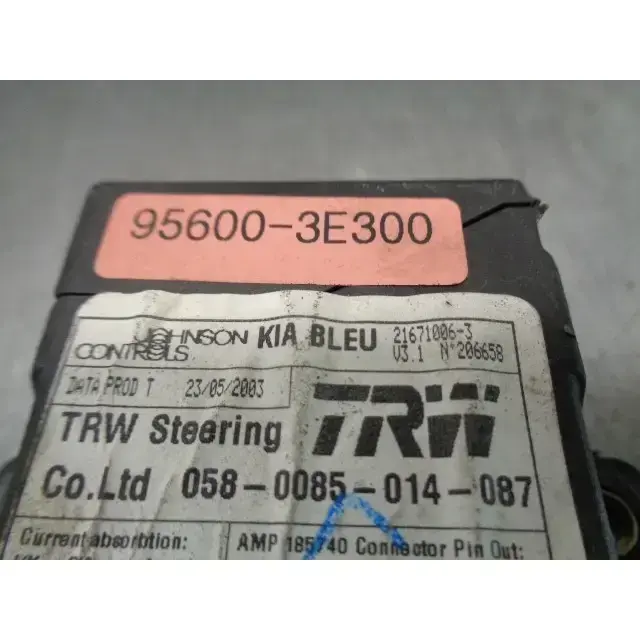 95600-3E300
JOHNSON CONTROLS KIA BLEU 21671006-3
V3.1 N°206658
DATA PROD T 23/05/2003
TRW Steering TRW
Co.Ltd 058-0085-014-087
Current absorbtion: AMP 185740 Connector Pin Out: